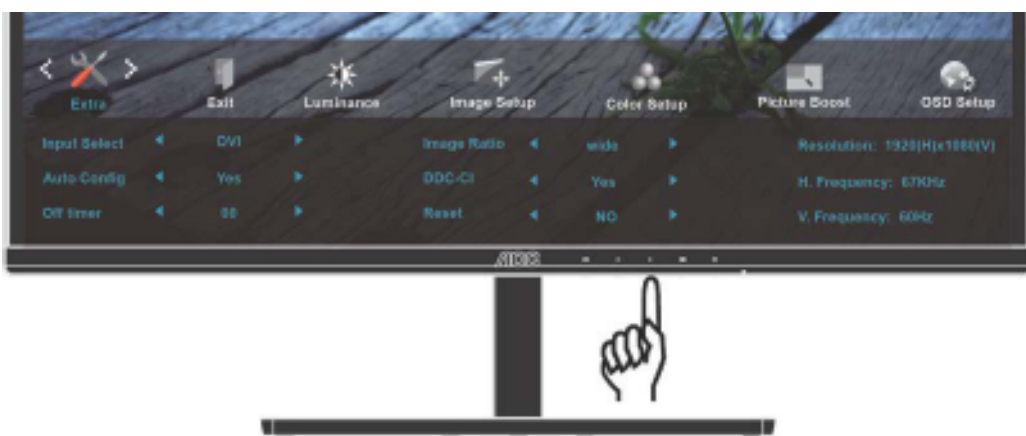 < >
Extra Exit Luminance Image Setup Color Setup Picture Boost OSD Setup
Input Select DVI Image Ratio wide Resolution: 1920(H)x1080(V)
Auto Config Yes DDC-CI Yes H. Frequency: 67KHz
Off timer 00 Reset NO V. Frequency: 60Hz
AOC